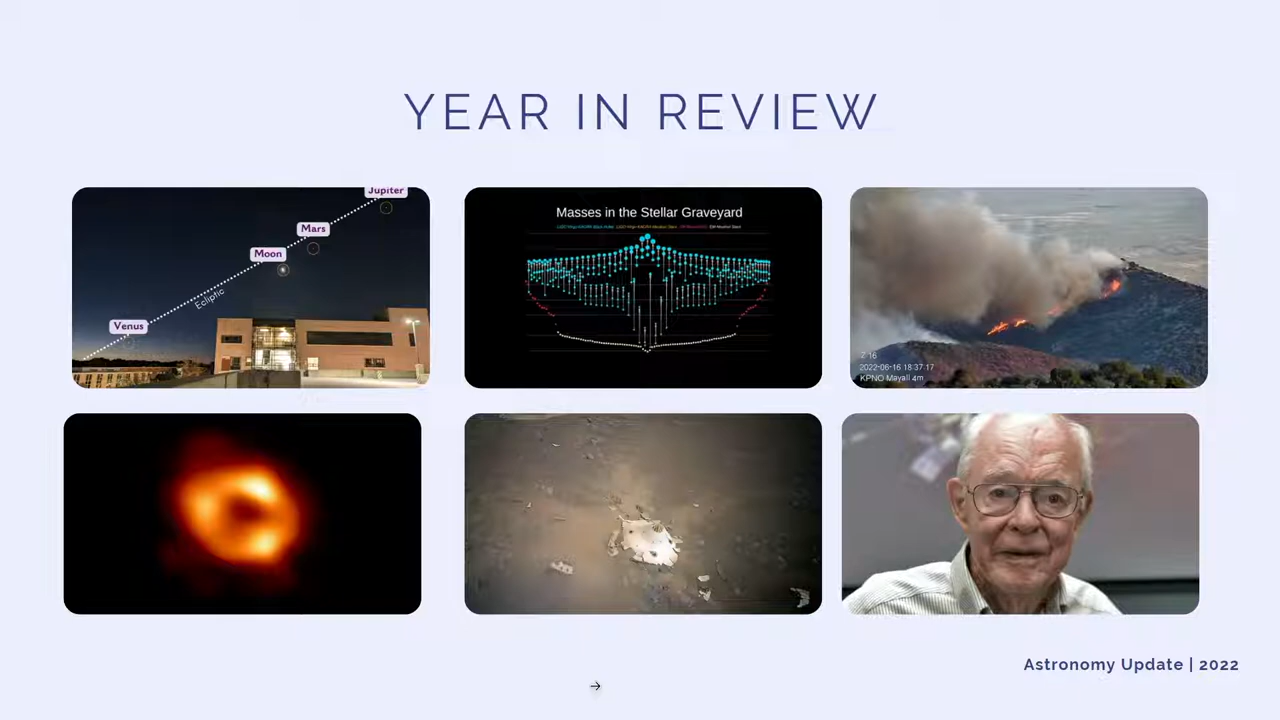 YEAR IN REVIEW
Jupiter
Mars
Moon
Ecliptic
Venus
Masses in the Stellar Graveyard
2022-06-16 18:37:17
KPNO Mayall 4m
Astronomy Update | 2022